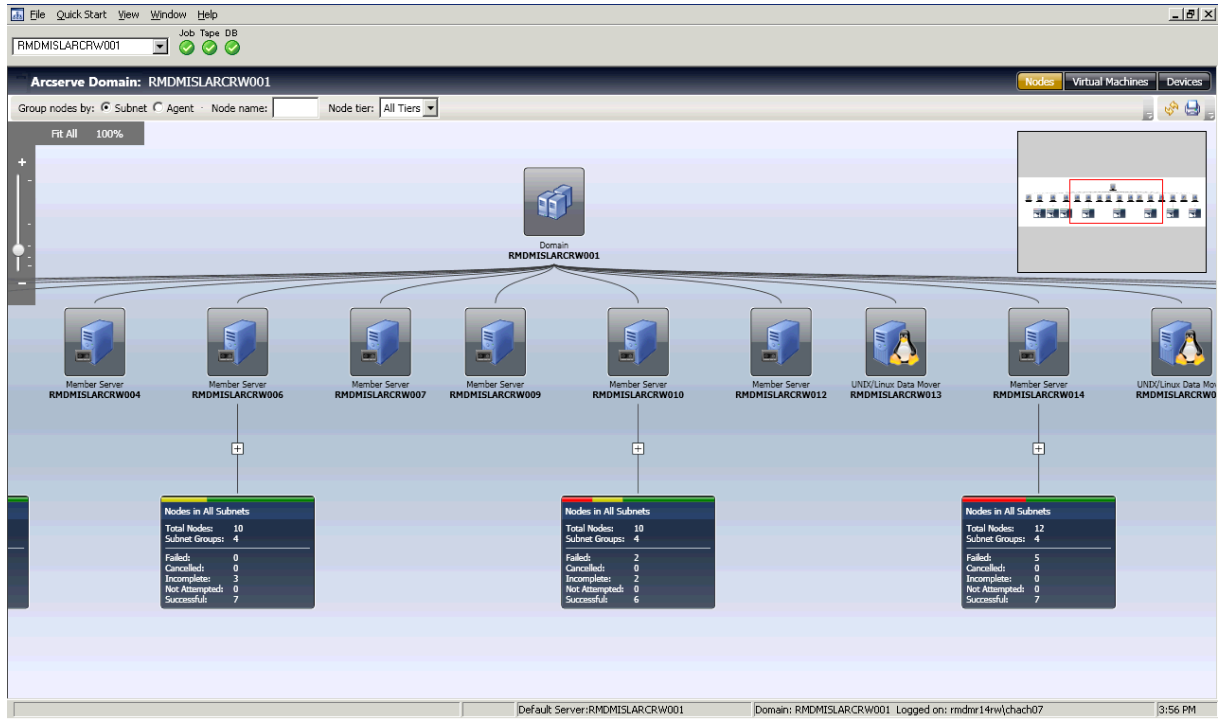 File Quick Start View Window Help
Job Tape DB
RMDMISLARCRW001
Arcserve Domain: RMDMISLARCRW001
Nodes Virtual Machines Devices
Group nodes by: Subnet Agent · Node name: Node tier: All Tiers
Fit All 100%
Domain
RMDMISLARCRW001
Member Server
RMDMISLARCRW004
Member Server
RMDMISLARCRW006
Member Server
RMDMISLARCRW007
Member Server
RMDMISLARCRW009
Member Server
RMDMISLARCRW010
Member Server
RMDMISLARCRW012
UNIX/Linux Data Mover
RMDMISLARCRW013
Member Server
RMDMISLARCRW014
UNIX/Linux Data Mo
RMDMISLARCRW0
Nodes in All Subnets
Total Nodes: 10
Subnet Groups: 4
Failed: 0
Cancelled: 0
Incomplete: 3
Not Attempted: 0
Successful: 7
Nodes in All Subnets
Total Nodes: 10
Subnet Groups: 4
Failed: 2
Cancelled: 0
Incomplete: 2
Not Attempted: 0
Successful: 6
Nodes in All Subnets
Total Nodes: 12
Subnet Groups: 4
Failed: 5
Cancelled: 0
Incomplete: 0
Not Attempted: 0
Successful: 7
Default Server:RMDMISLARCRW001 Domain: RMDMISLARCRW001 Logged on: rmdmr14rw\chach07 3:56 PM